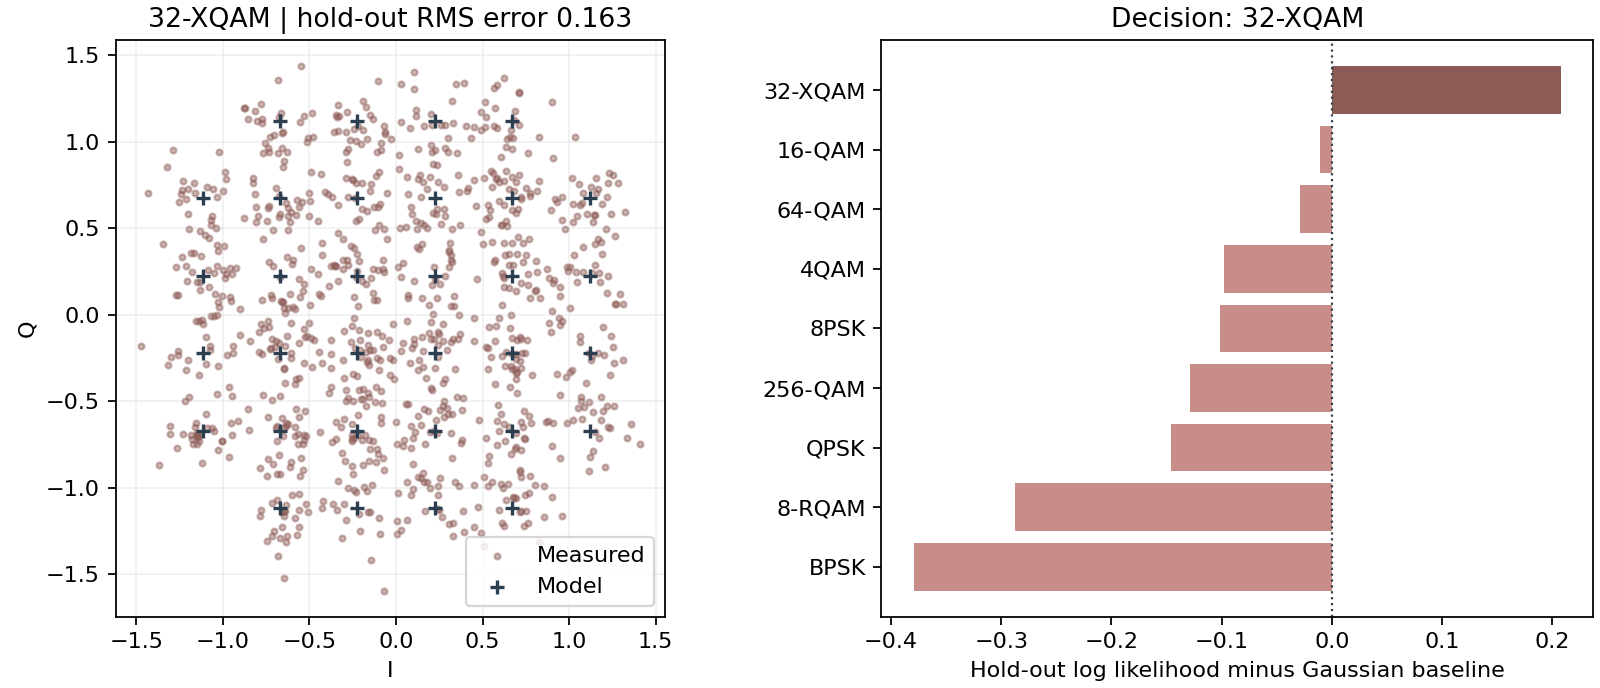 32-XQAM | hold-out RMS error 0.163
1.5
1.0
0.5
0.0
−0.5
−1.0
−1.5
Q
−1.5
−1.0
−0.5
0.0
0.5
1.0
1.5
I
Measured
Model
Decision: 32-XQAM
32-XQAM
16-QAM
64-QAM
4QAM
8PSK
256-QAM
QPSK
8-RQAM
BPSK
−0.4
−0.3
−0.2
−0.1
0.0
0.1
0.2
Hold-out log likelihood minus Gaussian baseline